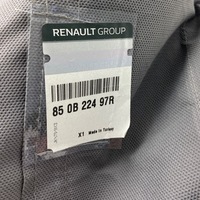 RENAULT GROUP
85 0B 224 97R
X1 Made in Turkey